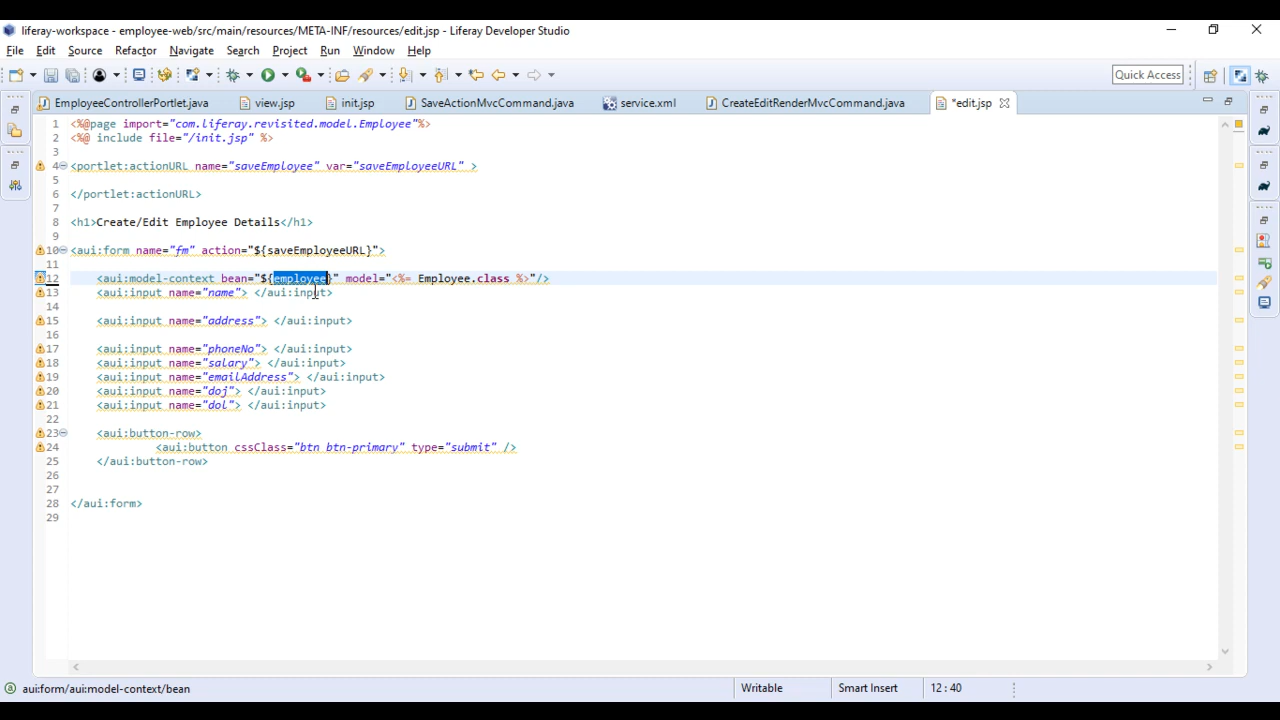 liferay-workspace - employee-web/src/main/resources/META-INF/resources/edit.jsp - Liferay Developer Studio
File Edit Source Refactor Navigate Search Project Run Window Help
Quick Access
EmployeeControllerPortlet.java view.jsp init.jsp SaveActionMvcCommand.java service.xml CreateEditRenderMvcCommand.java *edit.jsp
1 <%@page import="com.liferay.revisited.model.Employee"%>
2 <%@ include file="/init.jsp" %>
3
4 <portlet:actionURL name="saveEmployee" var="saveEmployeeURL" >
5
6 </portlet:actionURL>
7
8 <h1>Create/Edit Employee Details</h1>
9
10 <aui:form name="fm" action="${saveEmployeeURL}">
11
12 <aui:model-context bean="${employee}" model="<%= Employee.class %>"/>
13 <aui:input name="name"> </aui:input>
14
15 <aui:input name="address"> </aui:input>
16
17 <aui:input name="phoneNo"> </aui:input>
18 <aui:input name="salary"> </aui:input>
19 <aui:input name="emailAddress"> </aui:input>
20 <aui:input name="doj"> </aui:input>
21 <aui:input name="dol"> </aui:input>
22
23 <aui:button-row>
24 <aui:button cssClass="btn btn-primary" type="submit" />
25 </aui:button-row>
26
27
28 </aui:form>
29
aui:form/aui:model-context/bean Writable Smart Insert 12 : 40